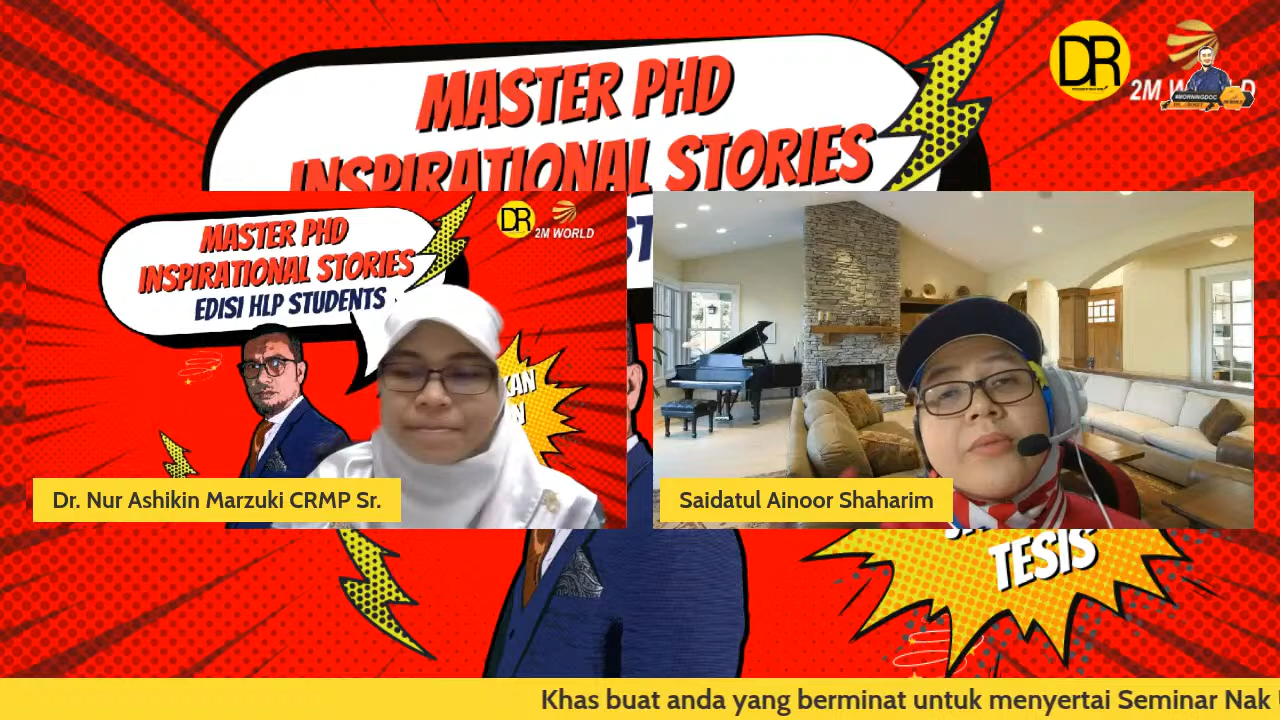 MASTER PHD
INSPIRATIONAL STORIES
DR
2M WORLD
#MORNINGDOC
MASTER PHD
INSPIRATIONAL STORIES
EDISI HLP STUDENTS
DR
2M WORLD
Dr. Nur Ashikin Marzuki CRMP Sr.
Saidatul Ainoor Shaharim
TESIS
Khas buat anda yang berminat untuk menyertai Seminar Nak